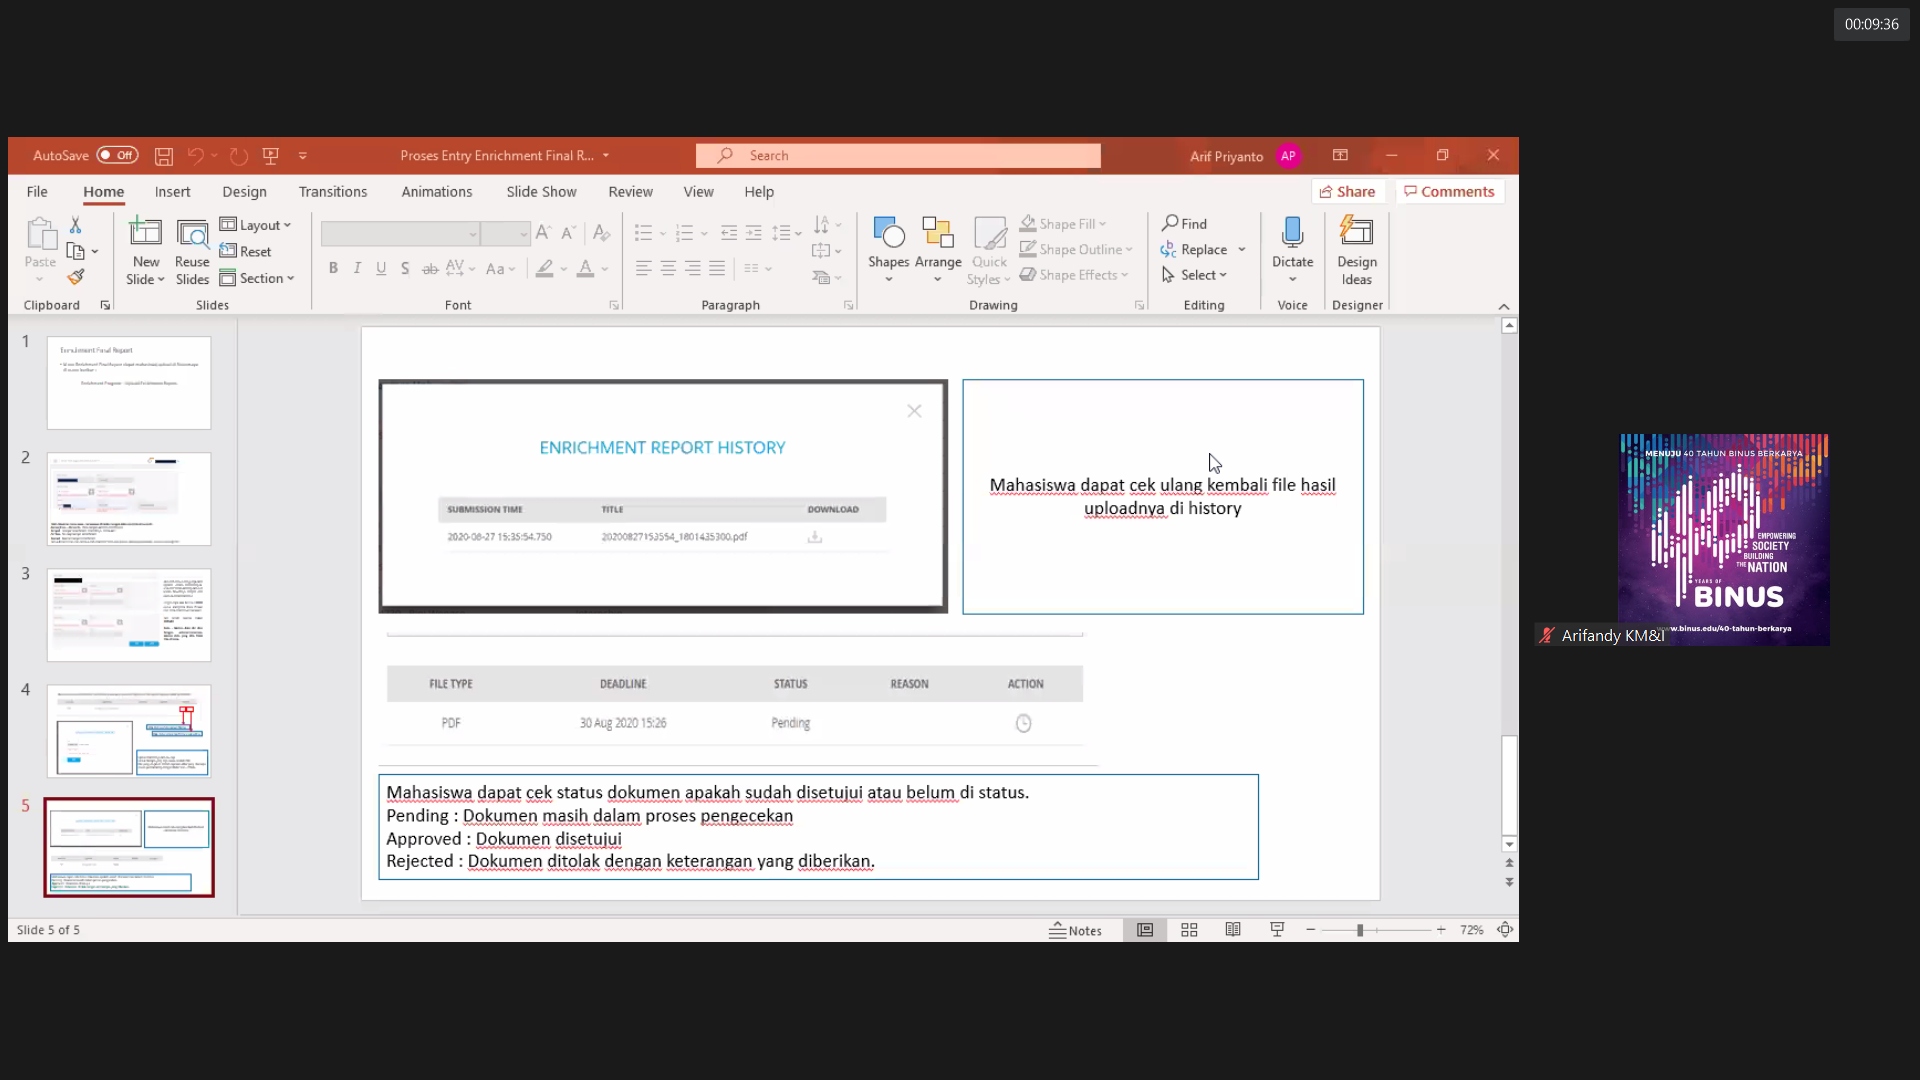 00:09:36
AutoSave Off
Proses Entry Enrichment Final R...
Search
Arif Priyanto AP
File Home Insert Design Transitions Animations Slide Show Review View Help
Share Comments
Paste
New Slide
Reuse Slides
Layout
Reset
Section
B I U S ab AV Aa A
Shapes
Arrange
Quick Styles
Shape Fill
Shape Outline
Shape Effects
Find
Replace
Select
Dictate
Design Ideas
Clipboard Slides Font Paragraph Drawing Editing Voice Designer
1
Enrichment Final Report
2
3
4
5
ENRICHMENT REPORT HISTORY
SUBMISSION TIME TITLE DOWNLOAD
2020-08-27 15:35:54.750 20200827153554_1801435300.pdf
Mahasiswa dapat cek ulang kembali file hasil
uploadnya di history
FILE TYPE DEADLINE STATUS REASON ACTION
PDF 30 Aug 2020 15:26 Pending
Mahasiswa dapat cek status dokumen apakah sudah disetujui atau belum di status.
Pending : Dokumen masih dalam proses pengecekan
Approved : Dokumen disetujui
Rejected : Dokumen ditolak dengan keterangan yang diberikan.
Slide 5 of 5
Notes
72%
MENUJU 40 TAHUN BINUS BERKARYA
EMPOWERING
SOCIETY
BUILDING
THE NATION
YEARS OF
BINUS
www.binus.edu/40-tahun-berkarya
Arifandy KM&I